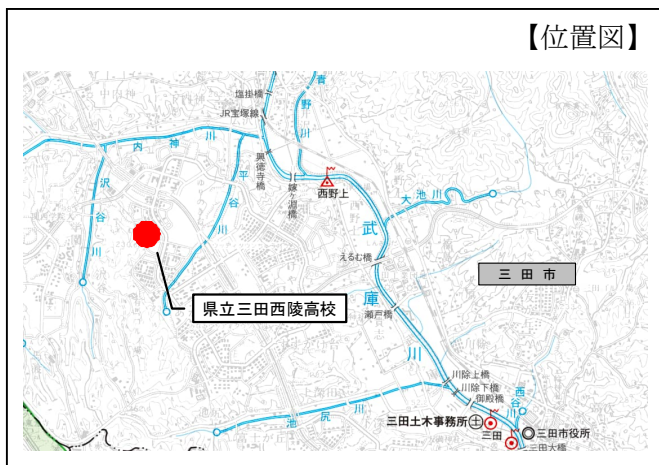 【位置図】
塩掛橋
JR宝塚線
青野川
内神川
沢谷川
平谷川
興徳寺橋
嫁ヶ淵橋
西野上
大池川
武庫川
えるむ橋
三田市
県立三田西陵高校
瀬戸橋
川除上橋
川除下橋
御殿橋
西谷川
池尻川
三田土木事務所
土
三田
三田市役所
三田大橋